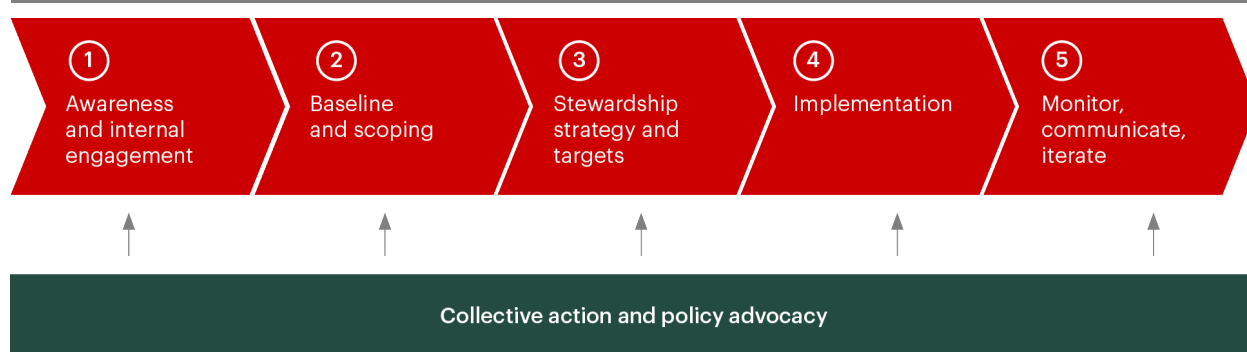 1
Awareness
and internal
engagement
2
Baseline
and scoping
3
Stewardship
strategy and
targets
4
Implementation
5
Monitor,
communicate,
iterate
Collective action and policy advocacy